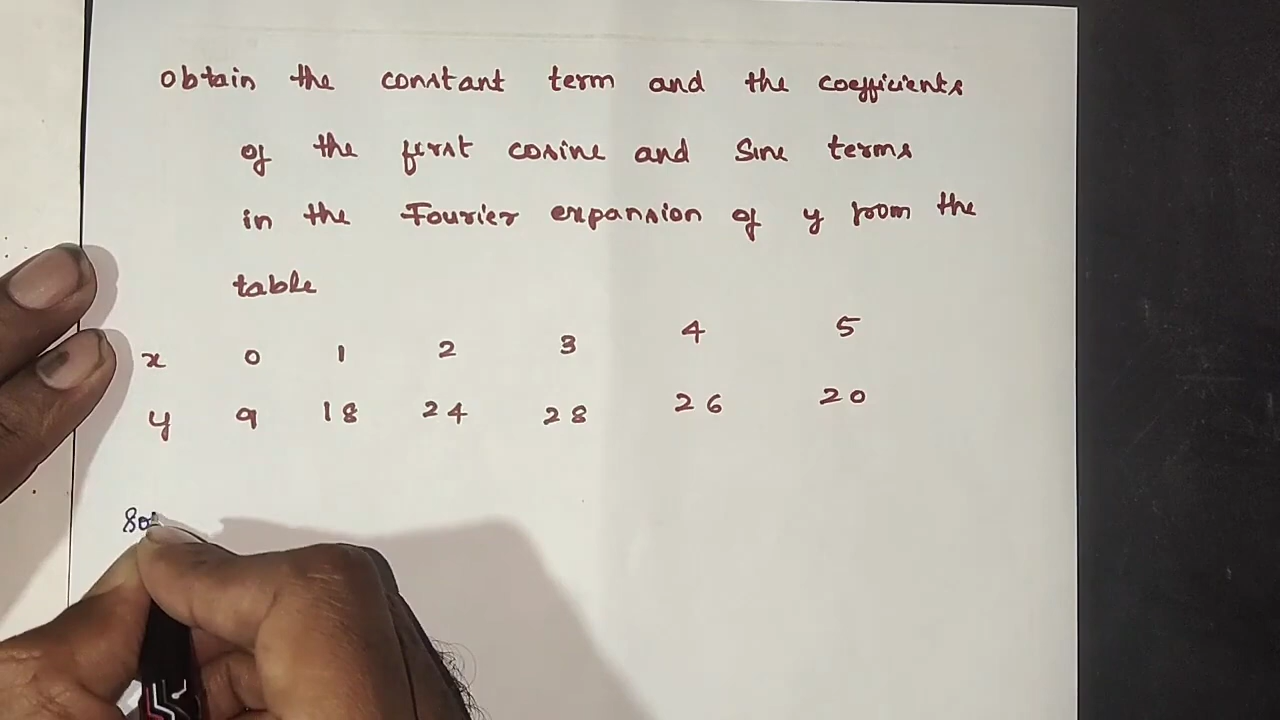 obtain the constant term and the coefficients
of the first cosine and Sine terms
in the Fourier expansion of y from the
table
x 0 1 2 3 4 5
y 9 18 24 28 26 20